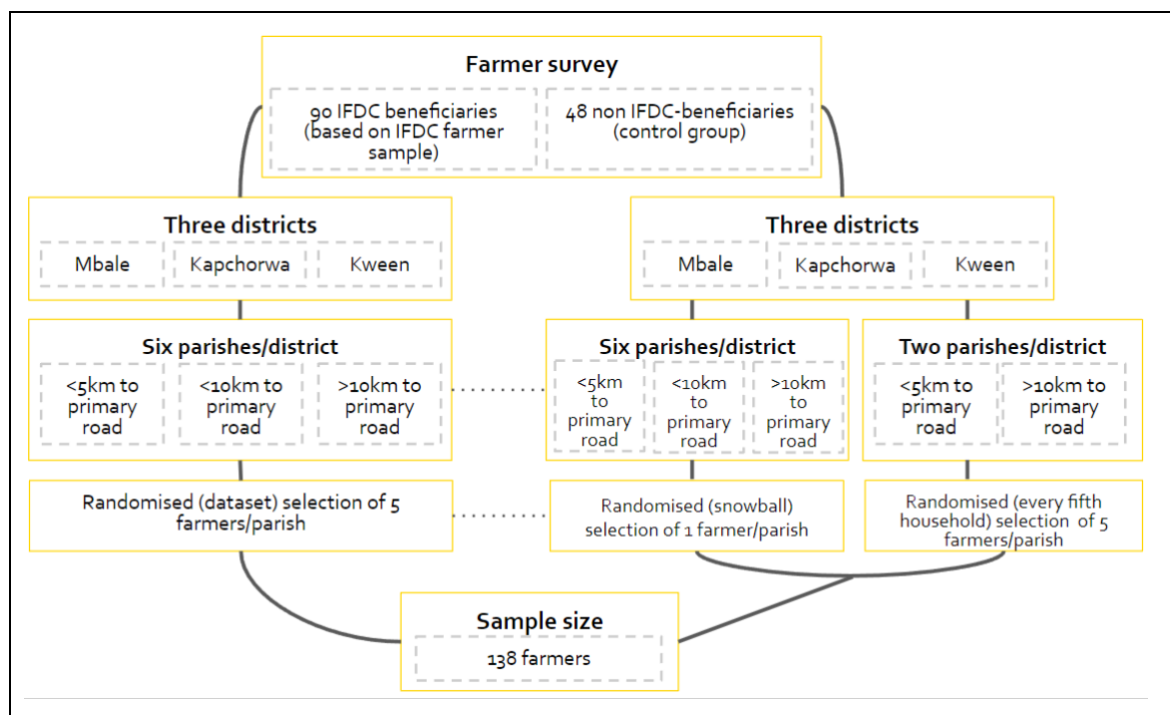 Farmer survey
90 IFDC beneficiaries
(based on IFDC farmer
sample)
48 non IFDC-beneficiaries
(control group)
Three districts
Mbale
Kapchorwa
Kween
Three districts
Mbale
Kapchorwa
Kween
Six parishes/district
<5km to
primary
road
<10km to
primary
road
>10km to
primary
road
Six parishes/district
<5km
to
primary
road
<10km
to
primary
road
>10km
to
primary
road
Two parishes/district
<5km to
primary
road
>10km to
primary
road
Randomised (dataset) selection of 5
farmers/parish
Randomised (snowball)
selection of 1 farmer/parish
Randomised (every fifth
household) selection of 5
farmers/parish
Sample size
138 farmers